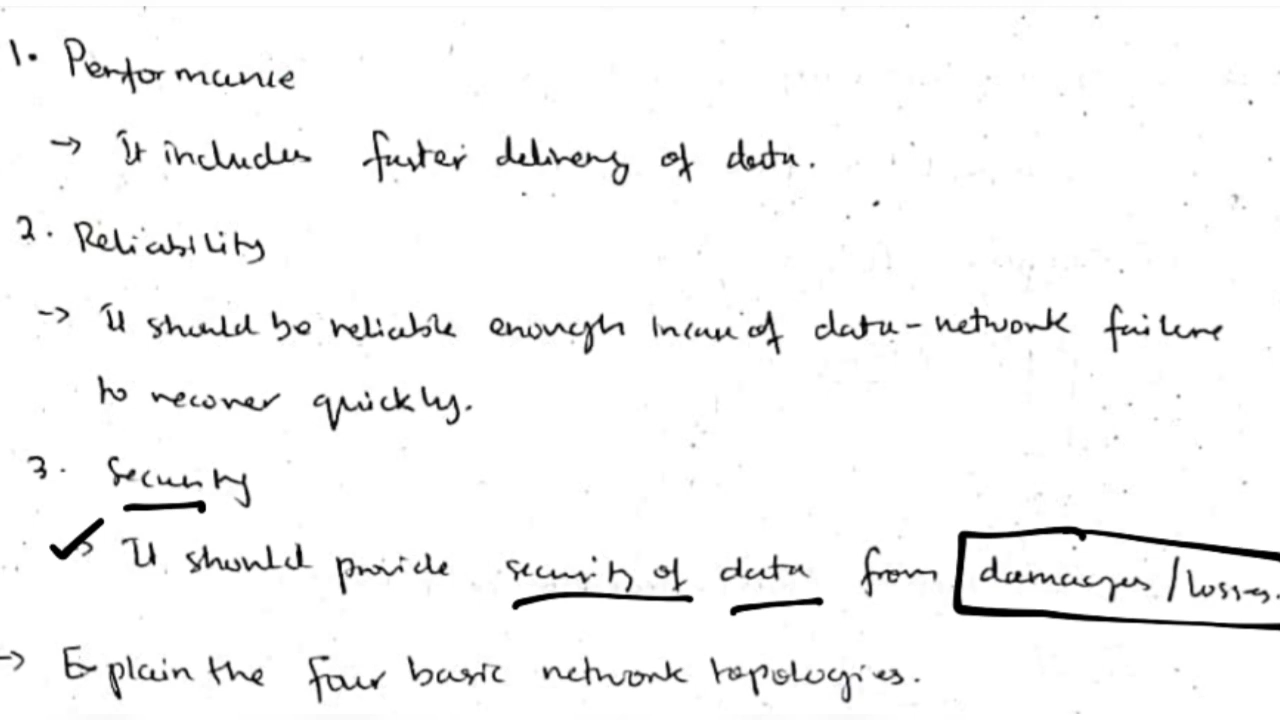 1. Performance
→ It includes faster delivery of data.
2. Reliability
→ It should be reliable enough incase of data-network failure
to recover quickly.
3. Security
→ It should provide security of data from damages/losses.
→ Explain the four basic network topologies.